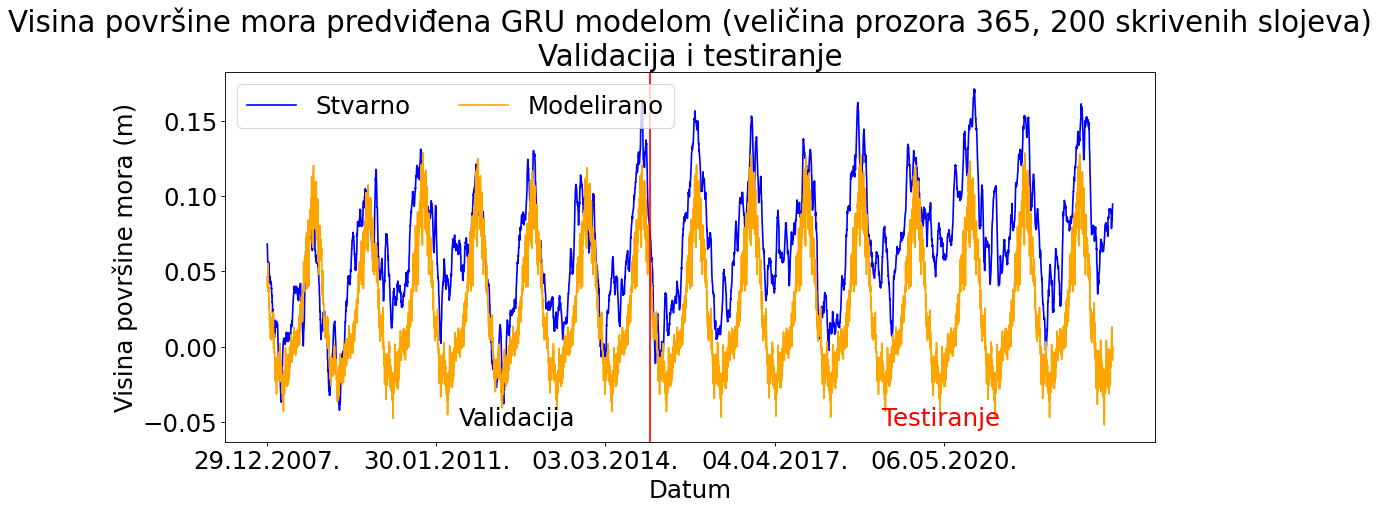 Visina površine mora predviđena GRU modelom (veličina prozora 365, 200 skrivenih slojeva)
Validacija i testiranje
Stvarno
Modelirano
Visina površine mora (m)
0.15
0.10
0.05
0.00
−0.05
Validacija
Testiranje
29.12.2007.
30.01.2011.
03.03.2014.
04.04.2017.
06.05.2020.
Datum